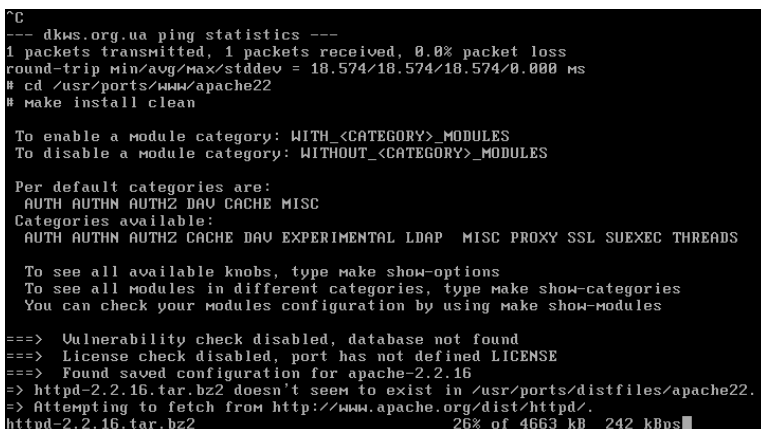 ^C
--- dkws.org.ua ping statistics ---
1 packets transmitted, 1 packets received, 0.0% packet loss
round-trip min/avg/max/stddev = 18.574/18.574/18.574/0.000 ms
# cd /usr/ports/www/apache22
# make install clean
To enable a module category: WITH_<CATEGORY>_MODULES
To disable a module category: WITHOUT_<CATEGORY>_MODULES
Per default categories are:
AUTH AUTHN AUTHZ DAV CACHE MISC
Categories available:
AUTH AUTHN AUTHZ CACHE DAV EXPERIMENTAL LDAP  MISC PROXY SSL SUEXEC THREADS
To see all available knobs, type make show-options
To see all modules in different categories, type make show-categories
You can check your modules configuration by using make show-modules
===>  Vulnerability check disabled, database not found
===>  License check disabled, port has not defined LICENSE
===>  Found saved configuration for apache-2.2.16
=> httpd-2.2.16.tar.bz2 doesn't seem to exist in /usr/ports/distfiles/apache22.
=> Attempting to fetch from http://www.apache.org/dist/httpd/.
httpd-2.2.16.tar.bz2 26% of 4663 kB 242 kBps